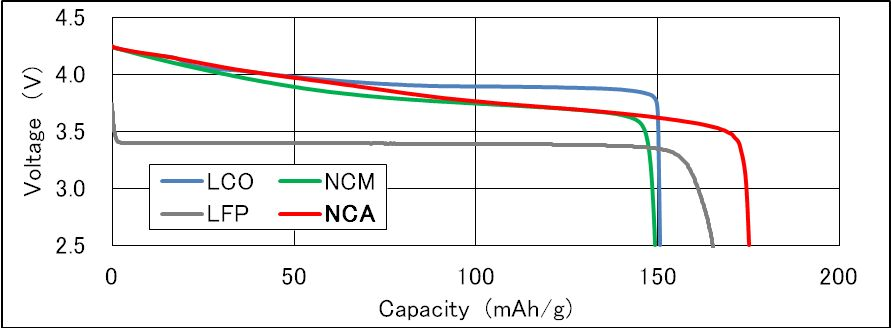 4.5
4.0
3.5
3.0
2.5
Voltage (V)
LCO NCM
LFP NCA
0 50 100 150 200
Capacity (mAh/g)